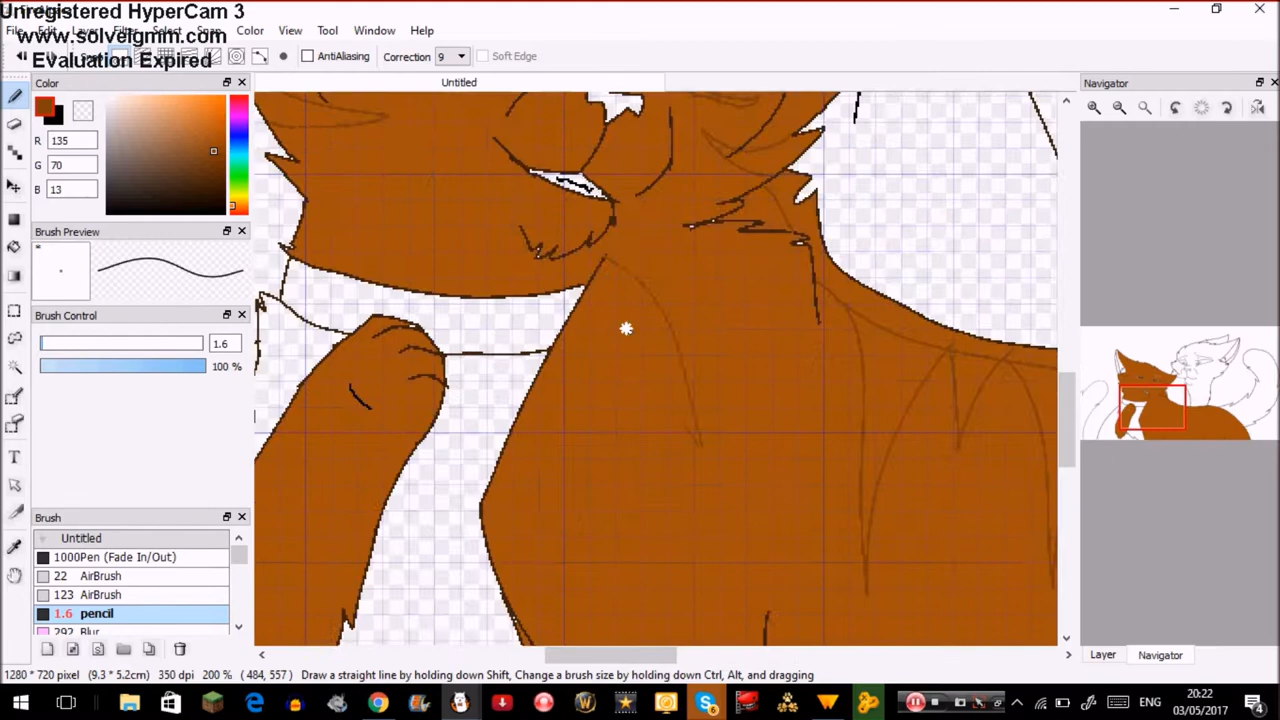 Unregistered HyperCam 3
www.solveigmm.com
Evaluation Expired
File Edit Layer Filter Select Snap Color View Tool Window Help
Snap AntiAliasing Correction 9 Soft Edge
Untitled
Color
R 135
G 70
B 13
Brush Preview
*
Brush Control
1.6
100 %
Brush
Untitled
1000Pen (Fade In/Out)
22 AirBrush
123 AirBrush
1.6 pencil
292 Blur
Navigator
Layer Navigator
1280 * 720 pixel (9.3 * 5.2cm) 350 dpi 200 % ( 484, 557 ) Draw a straight line by holding down Shift, Change a brush size by holding down Ctrl, Alt, and dragging
ENG
20:22
03/05/2017